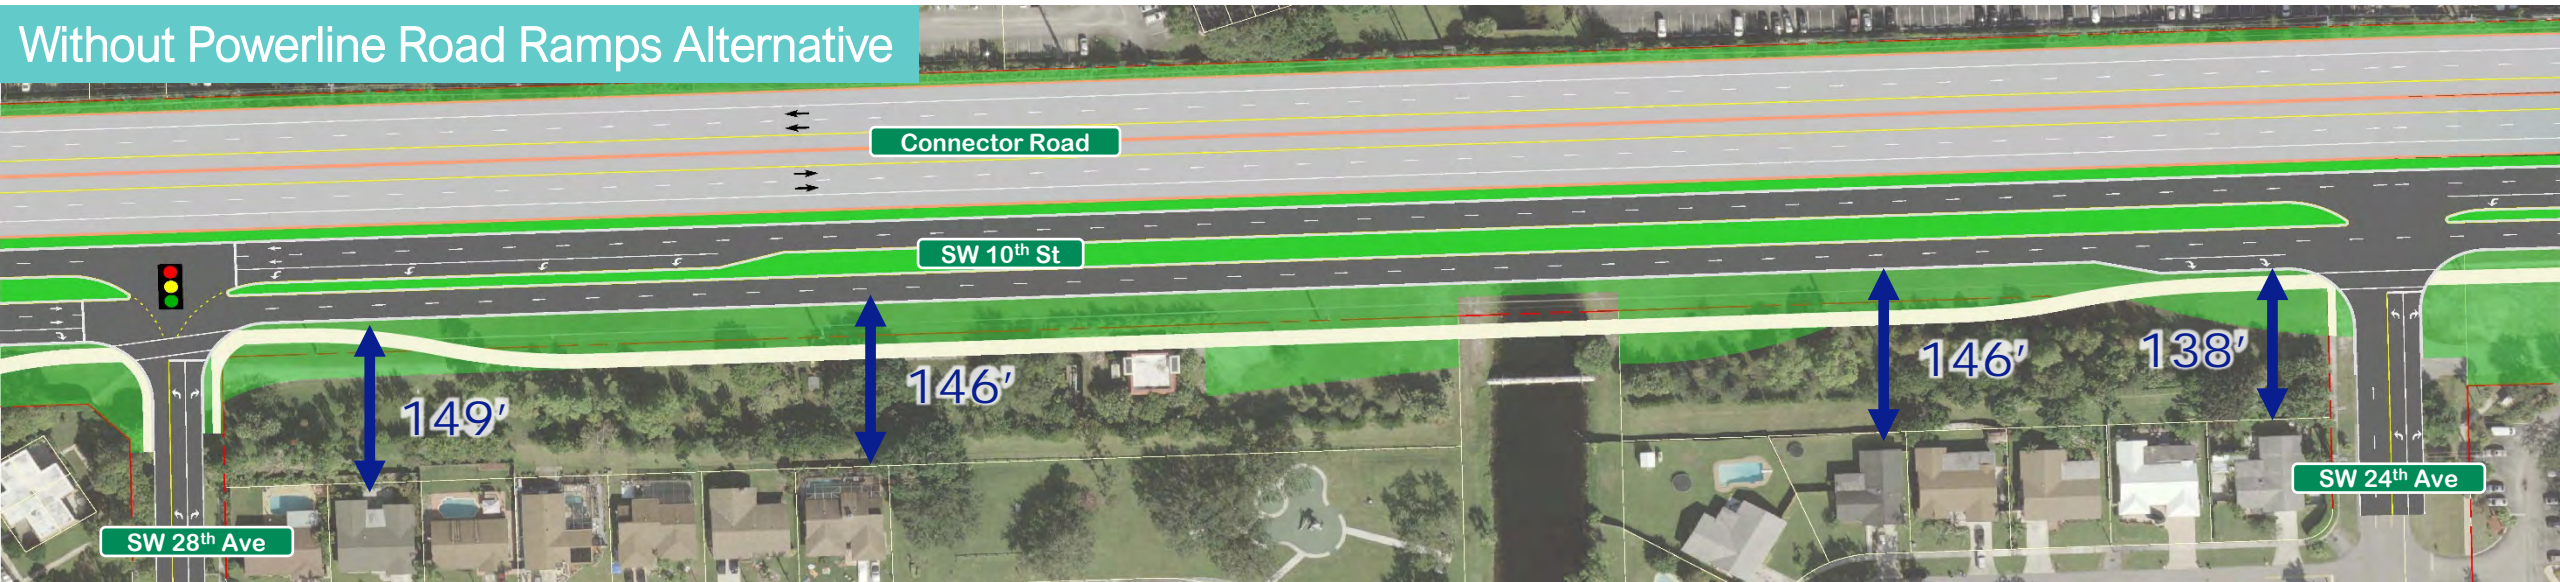 Without Powerline Road Ramps Alternative
Connector Road
SW 10th St
149’
146’
146’
138’
SW 28th Ave
SW 24th Ave